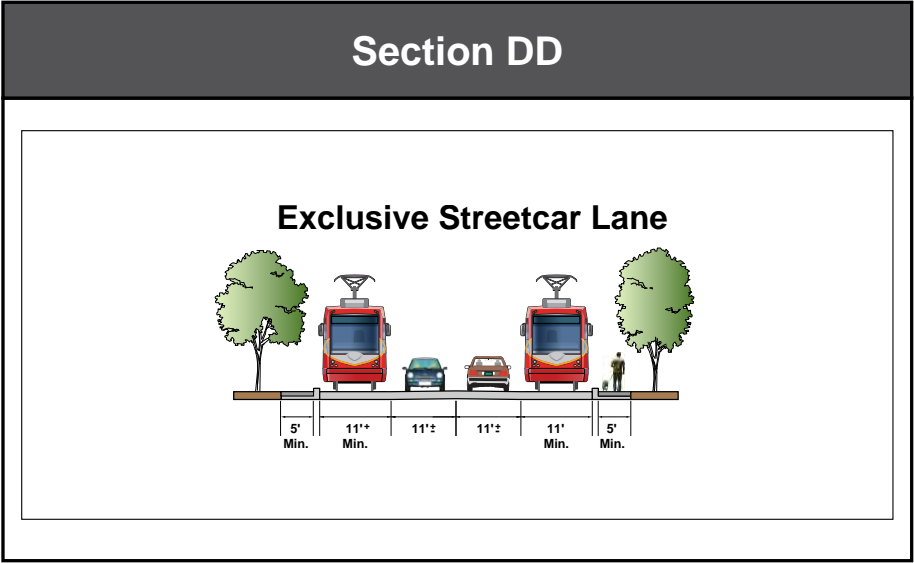 Section DD
Exclusive Streetcar Lane
5' Min.
11'+ Min.
11'±
11'±
11' Min.
5' Min.